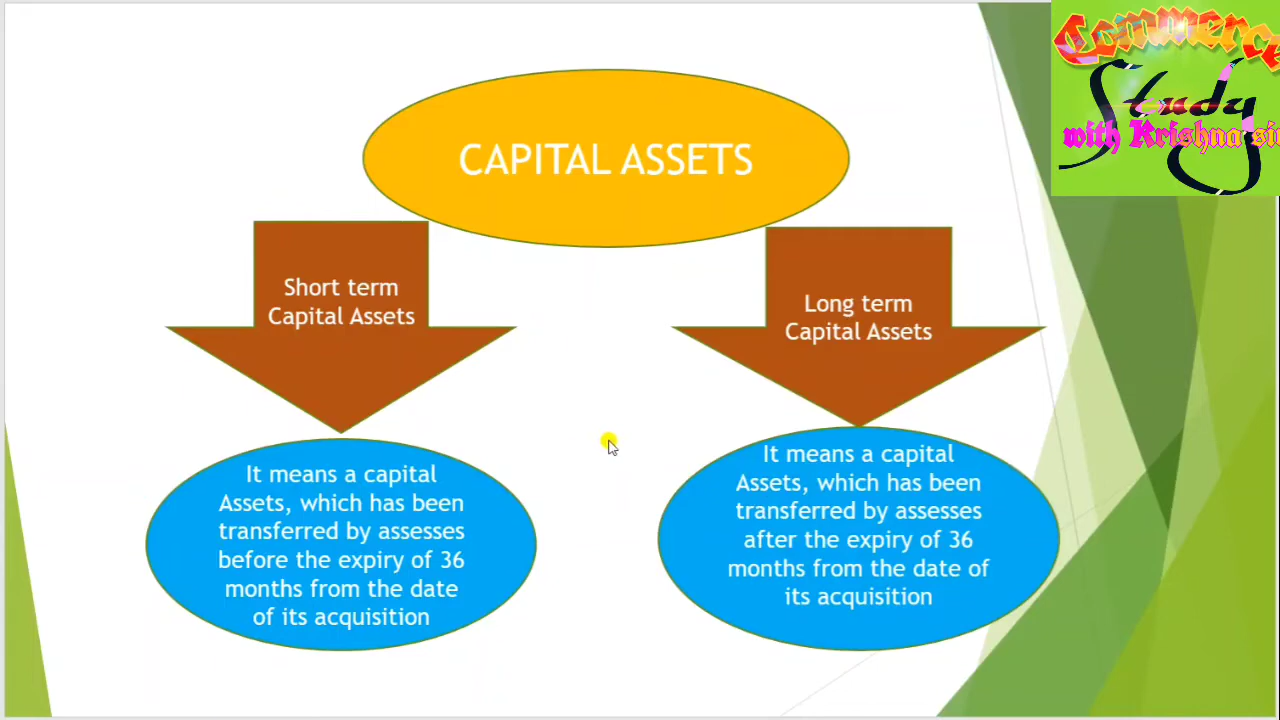 Commerce
Study
with Krishna sir
CAPITAL ASSETS
Short term
Capital Assets
Long term
Capital Assets
It means a capital
Assets, which has been
transferred by assesses
before the expiry of 36
months from the date
of its acquisition
It means a capital
Assets, which has been
transferred by assesses
after the expiry of 36
months from the date of
its acquisition